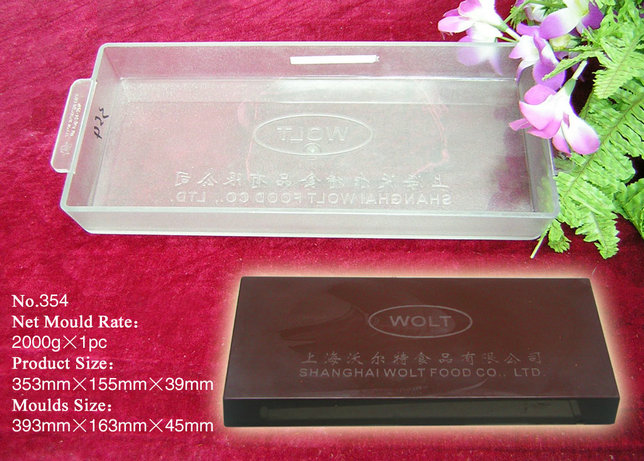 WOLT
上海沃尔特食品有限公司
SHANGHAI WOLT FOOD CO., LTD.
No.354
Net Mould Rate：
2000g×1pc
Product Size：
353mm×155mm×39mm
Moulds Size：
393mm×163mm×45mm
WOLT
上海沃尔特食品有限公司
SHANGHAI WOLT FOOD CO., LTD.